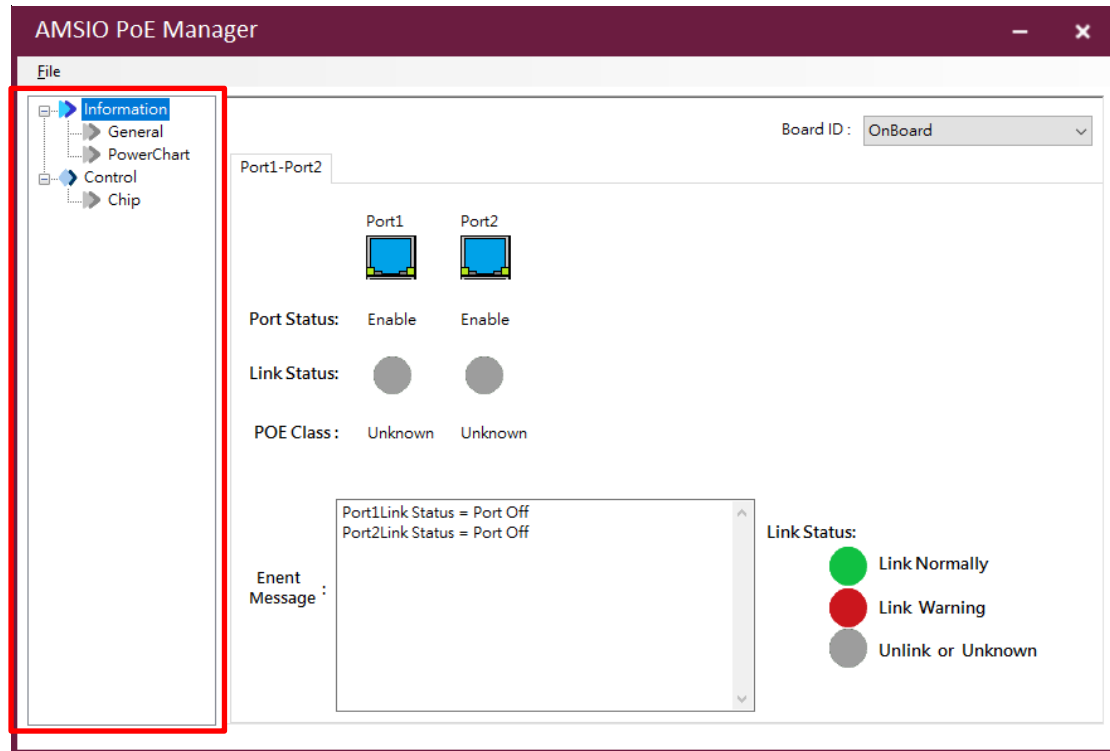 AMSIO PoE Manager
File
Information
General
PowerChart
Control
Chip
Board ID : OnBoard
Port1-Port2
Port1 Port2
Port Status: Enable Enable
Link Status:
POE Class : Unknown Unknown
Port1Link Status = Port Off
Port2Link Status = Port Off
Enent
Message :
Link Status:
Link Normally
Link Warning
Unlink or Unknown